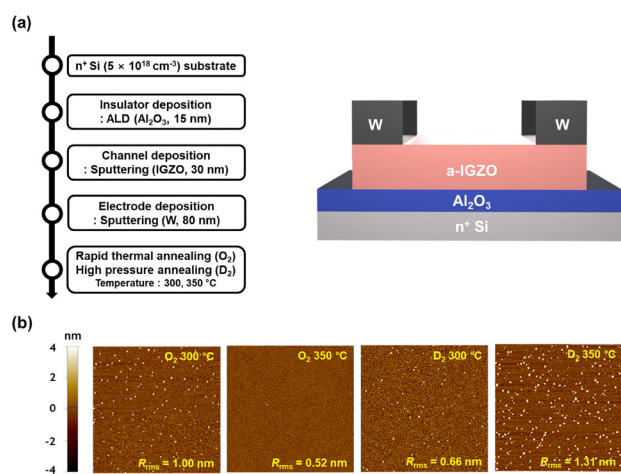 (a)
n⁺ Si (5 × 10¹⁸ cm⁻³) substrate
Insulator deposition
: ALD (Al₂O₃, 15 nm)
Channel deposition
: Sputtering (IGZO, 30 nm)
Electrode deposition
: Sputtering (W, 80 nm)
Rapid thermal annealing (O₂)
High pressure annealing (D₂)
Temperature : 300, 350 °C
W
W
a-IGZO
Al₂O₃
n⁺ Si
(b)
nm
4
2
0
-2
-4
O₂ 300 °C
Rrms = 1.00 nm
O₂ 350 °C
Rrms = 0.52 nm
D₂ 300 °C
Rrms = 0.66 nm
D₂ 350 °C
Rrms = 1.31 nm